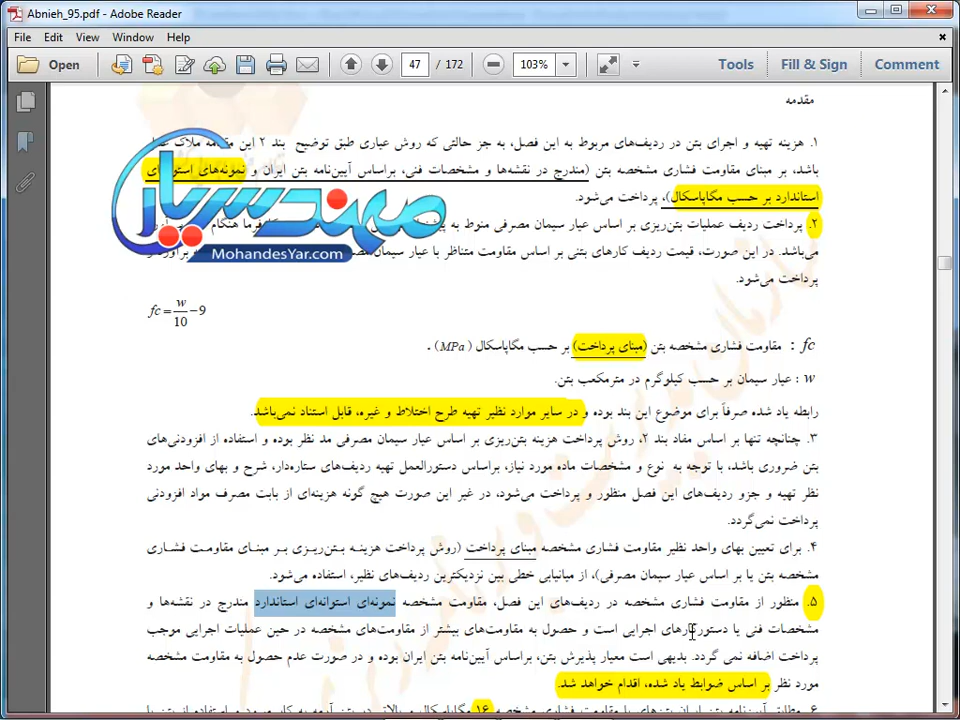 Abnieh_95.pdf - Adobe Reader
File Edit View Window Help
Open 47 / 172 103% Tools Fill & Sign Comment
مقدمه
۱. هزینه تهیه و اجرای بتن در ردیف‌های مربوط به این فصل، به جز حالتی که روش عیاری طبق توضیح بند ۲ این مقدمه ملاک
باشد، بر مبنای مقاومت فشاری مشخصه بتن (مندرج در نقشه‌ها و مشخصات فنی، براساس آیین‌نامه بتن ایران و نمونه‌های
استاندارد بر حسب مگاپاسکال)، پرداخت می‌شود.
۲. پرداخت ردیف عملیات بتن‌ریزی بر اساس عیار سیمان مصرفی منوط به هنگام
می‌باشد. در این صورت، قیمت ردیف کارهای بتنی بر اساس مقاومت متناظر با عیار سیمان
پرداخت می‌شود.
مهندسیار
MohandesYar.com
fc = w/10 − 9
fc : مقاومت فشاری مشخصه بتن (مبنای پرداخت) بر حسب مگاپاسکال (MPa) .
w : عیار سیمان بر حسب کیلوگرم در مترمکعب بتن.
رابطه یاد شده صرفاً برای موضوع این بند بوده و در سایر موارد نظیر تهیه طرح اختلاط و غیره، قابل استناد نمی‌باشد.
۳. چنانچه تنها بر اساس مفاد بند ۲، روش پرداخت هزینه بتن‌ریزی بر اساس عیار سیمان مصرفی مد نظر بوده و استفاده از افزودنی‌های
بتن ضروری باشد، با توجه به نوع و مشخصات ماده مورد نیاز، براساس دستورالعمل تهیه ردیف‌های ستاره‌دار، شرح و بهای واحد مورد
نظر تهیه و جزو ردیف‌های این فصل منظور و پرداخت می‌شود، در غیر این صورت هیچ گونه هزینه‌ای از بابت مصرف مواد افزودنی
پرداخت نمی‌گردد.
۴. برای تعیین بهای واحد نظیر مقاومت فشاری مشخصه مبنای پرداخت (روش پرداخت هزینه بتن‌ریزی بر مبنای مقاومت فشاری
مشخصه بتن یا بر اساس عیار سیمان مصرفی)، از میانیابی خطی بین نزدیکترین ردیف‌های نظیر، استفاده می‌شود.
۵. منظور از مقاومت فشاری مشخصه در ردیف‌های این فصل، مقاومت مشخصه نمونه‌ای استوانه‌ای استاندارد مندرج در نقشه‌ها و
مشخصات فنی یا دستورکارهای اجرایی است و حصول به مقاومت‌های بیشتر از مقاومت‌های مشخصه در حین عملیات اجرایی موجب
پرداخت اضافه نمی گردد. بدیهی است معیار پذیرش بتن، براساس آیین‌نامه بتن ایران بوده و در صورت عدم حصول به مقاومت مشخصه
مورد نظر بر اساس ضوابط یاد شده، اقدام خواهد شد.
۱۶